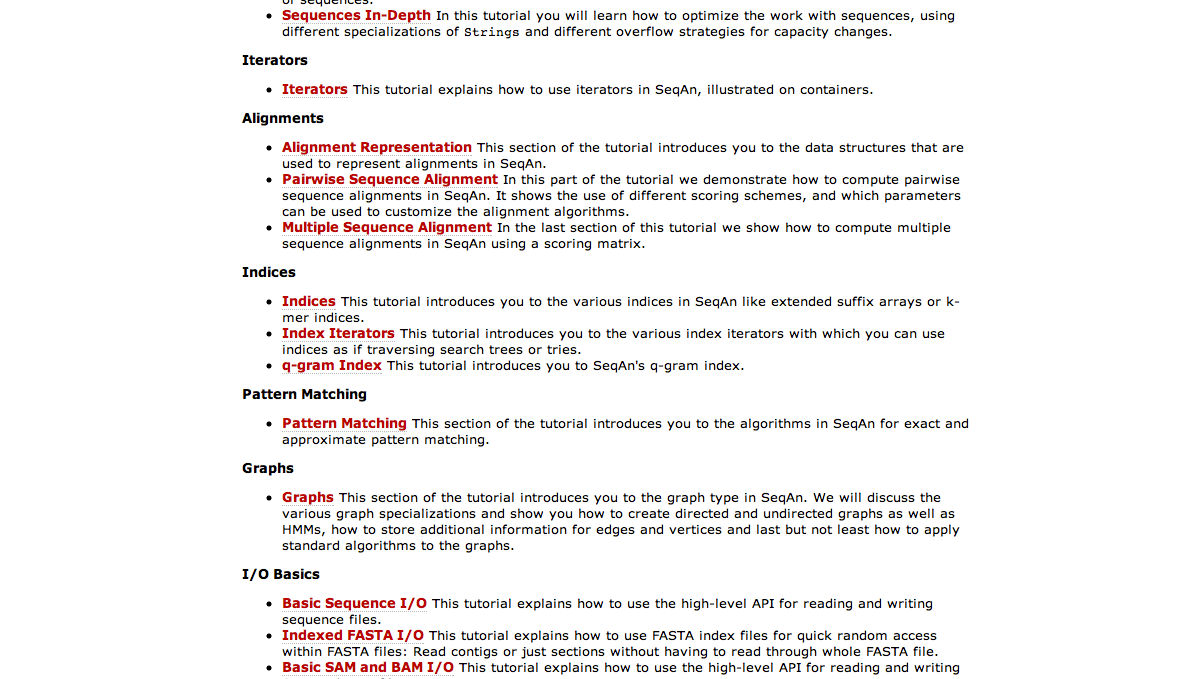 of sequences.
Sequences In-Depth In this tutorial you will learn how to optimize the work with sequences, using
different specializations of Strings and different overflow strategies for capacity changes.
Iterators
Iterators This tutorial explains how to use iterators in SeqAn, illustrated on containers.
Alignments
Alignment Representation This section of the tutorial introduces you to the data structures that are
used to represent alignments in SeqAn.
Pairwise Sequence Alignment In this part of the tutorial we demonstrate how to compute pairwise
sequence alignments in SeqAn. It shows the use of different scoring schemes, and which parameters
can be used to customize the alignment algorithms.
Multiple Sequence Alignment In the last section of this tutorial we show how to compute multiple
sequence alignments in SeqAn using a scoring matrix.
Indices
Indices This tutorial introduces you to the various indices in SeqAn like extended suffix arrays or k-
mer indices.
Index Iterators This tutorial introduces you to the various index iterators with which you can use
indices as if traversing search trees or tries.
q-gram Index This tutorial introduces you to SeqAn's q-gram index.
Pattern Matching
Pattern Matching This section of the tutorial introduces you to the algorithms in SeqAn for exact and
approximate pattern matching.
Graphs
Graphs This section of the tutorial introduces you to the graph type in SeqAn. We will discuss the
various graph specializations and show you how to create directed and undirected graphs as well as
HMMs, how to store additional information for edges and vertices and last but not least how to apply
standard algorithms to the graphs.
I/O Basics
Basic Sequence I/O This tutorial explains how to use the high-level API for reading and writing
sequence files.
Indexed FASTA I/O This tutorial explains how to use FASTA index files for quick random access
within FASTA files: Read contigs or just sections without having to read through whole FASTA file.
Basic SAM and BAM I/O This tutorial explains how to use the high-level API for reading and writing